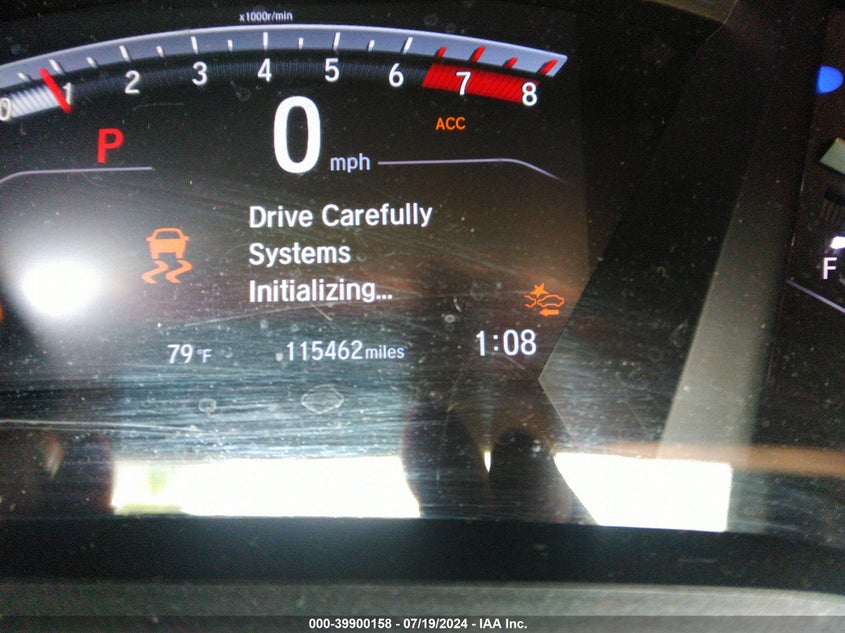 x1000r/min
0 1 2 3 4 5 6 7 8
P 0 mph ACC
Drive Carefully
Systems
Initializing...
79°F 115462 miles 1:08
F
000-39900158 - 07/19/2024 - IAA Inc.